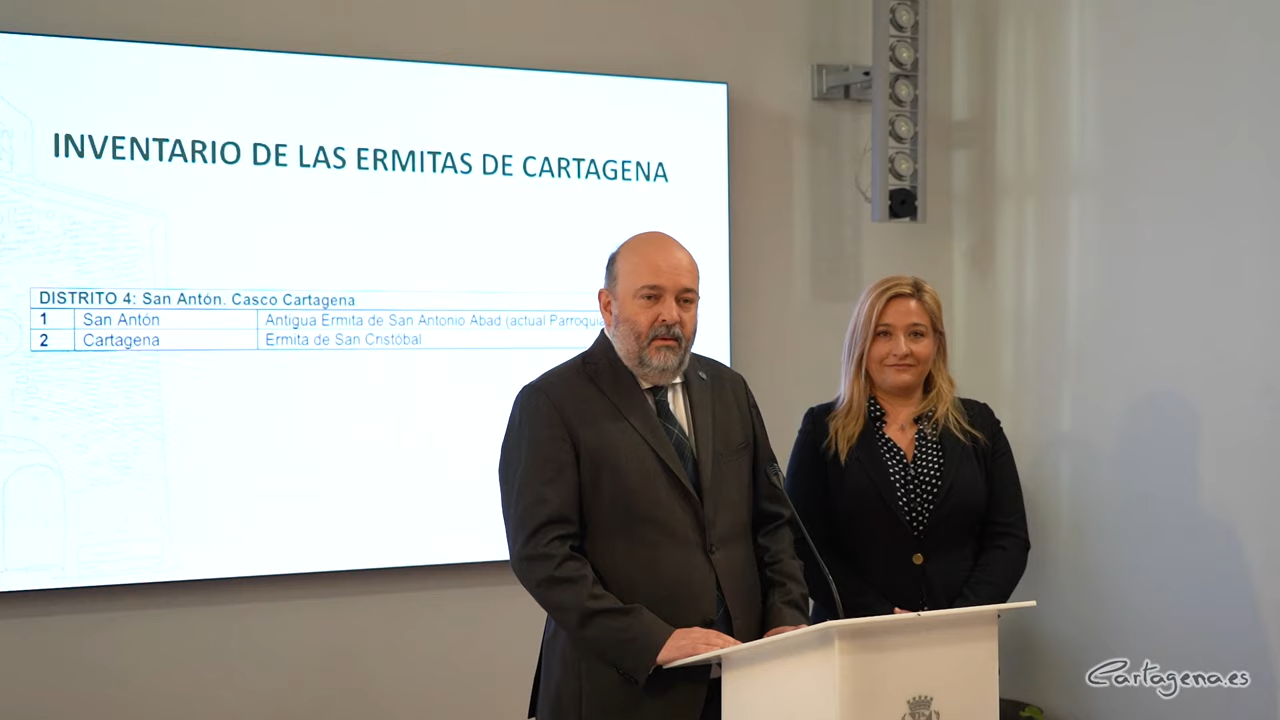 INVENTARIO DE LAS ERMITAS DE CARTAGENA
DISTRITO 4: San Antón. Casco Cartagena
1 San Antón Antigua Ermita de San Antonio Abad (actual Parroquia
2 Cartagena Ermita de San Cristóbal
Cartagena.es